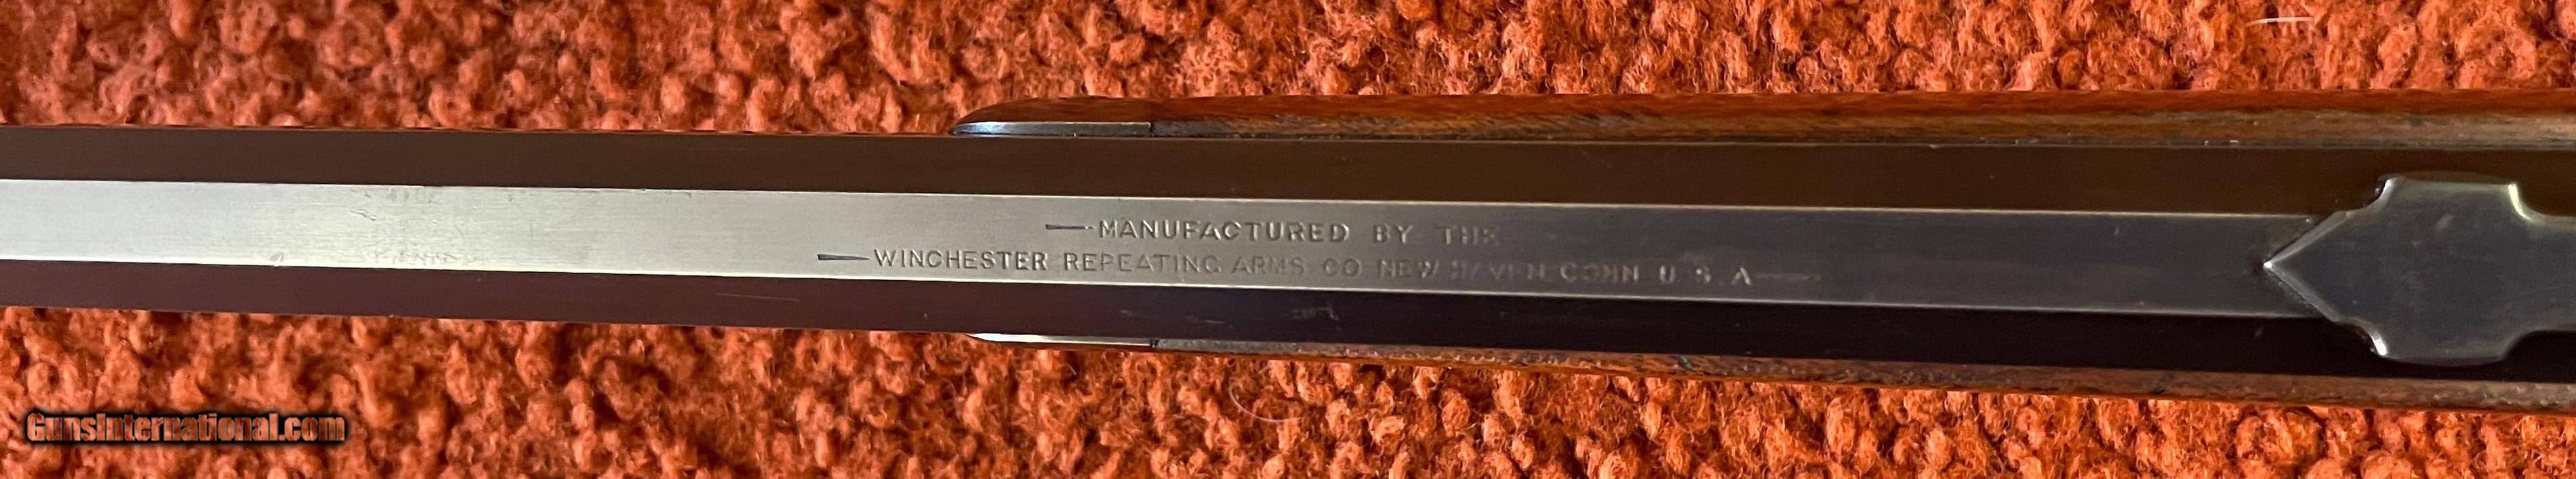 —MANUFACTURED BY THE
—WINCHESTER REPEATING ARMS CO NEW HAVEN CONN U.S.A—
GunsInternational.com